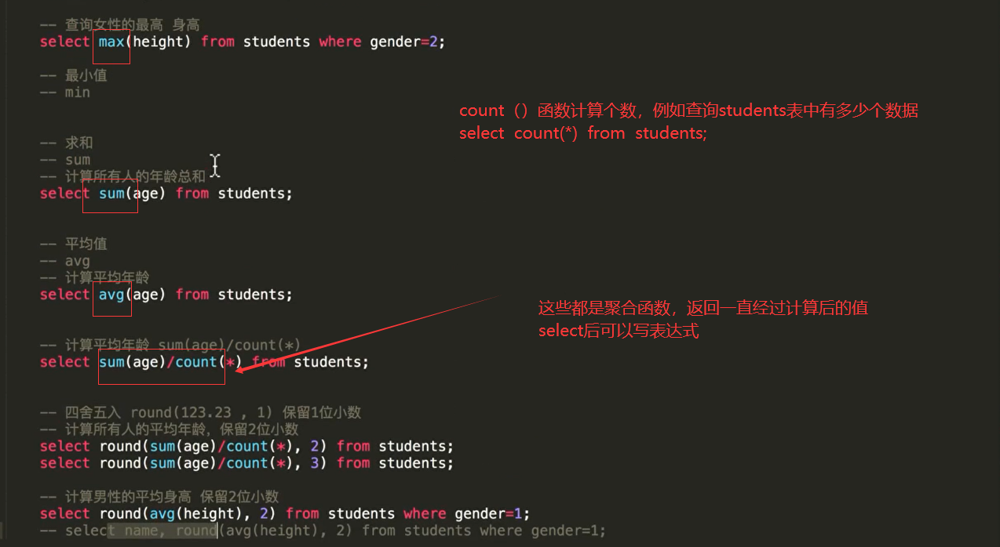 -- 查询女性的最高 身高
select max(height) from students where gender=2;
-- 最小值
-- min
count（）函数计算个数，例如查询students表中有多少个数据
select count(*) from students;
-- 求和
-- sum
-- 计算所有人的年龄总和
select sum(age) from students;
-- 平均值
-- avg
-- 计算平均年龄
select avg(age) from students;
这些都是聚合函数，返回一直经过计算后的值
select后可以写表达式
-- 计算平均年龄 sum(age)/count(*)
select sum(age)/count(*) from students;
-- 四舍五入 round(123.23 , 1) 保留1位小数
-- 计算所有人的平均年龄，保留2位小数
select round(sum(age)/count(*), 2) from students;
select round(sum(age)/count(*), 3) from students;
-- 计算男性的平均身高 保留2位小数
select round(avg(height), 2) from students where gender=1;
-- select name, round(avg(height), 2) from students where gender=1;